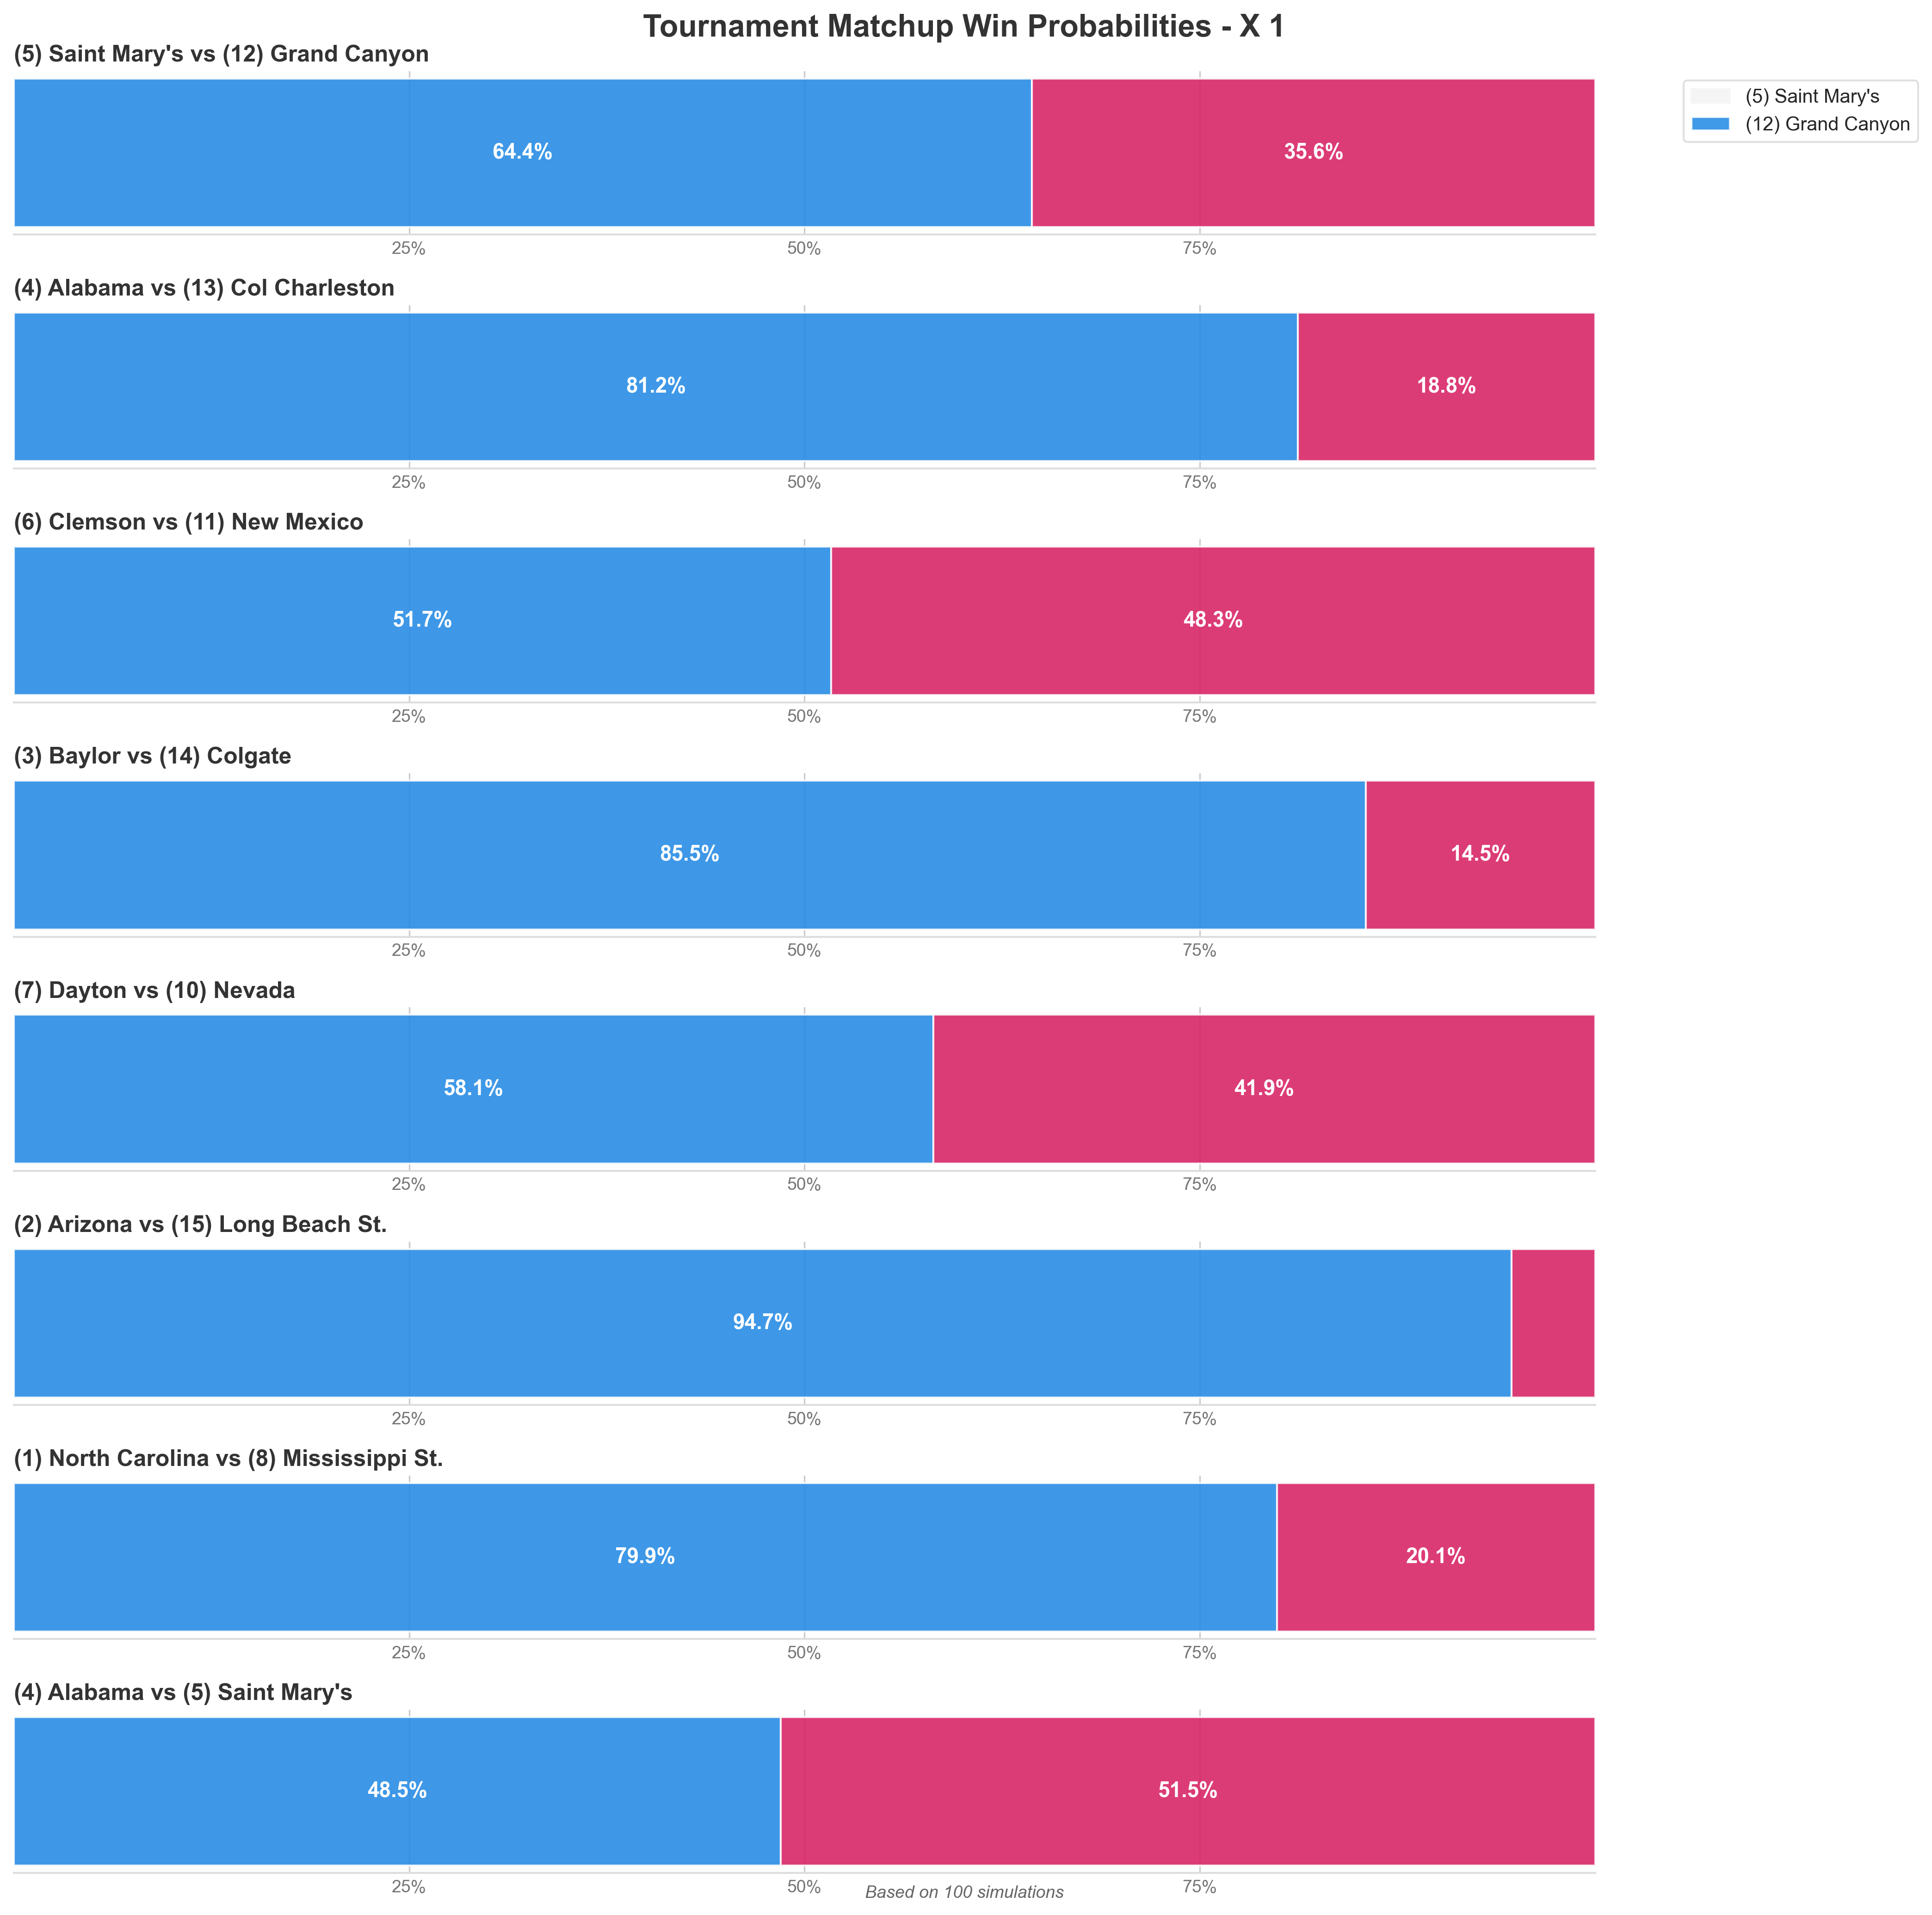 Tournament Matchup Win Probabilities - X 1
(5) Saint Mary's vs (12) Grand Canyon
(5) Saint Mary's
(12) Grand Canyon
64.4% 35.6%
25% 50% 75%
(4) Alabama vs (13) Col Charleston
81.2% 18.8%
25% 50% 75%
(6) Clemson vs (11) New Mexico
51.7% 48.3%
25% 50% 75%
(3) Baylor vs (14) Colgate
85.5% 14.5%
25% 50% 75%
(7) Dayton vs (10) Nevada
58.1% 41.9%
25% 50% 75%
(2) Arizona vs (15) Long Beach St.
94.7%
25% 50% 75%
(1) North Carolina vs (8) Mississippi St.
79.9% 20.1%
25% 50% 75%
(4) Alabama vs (5) Saint Mary's
48.5% 51.5%
25% 50% 75%
Based on 100 simulations